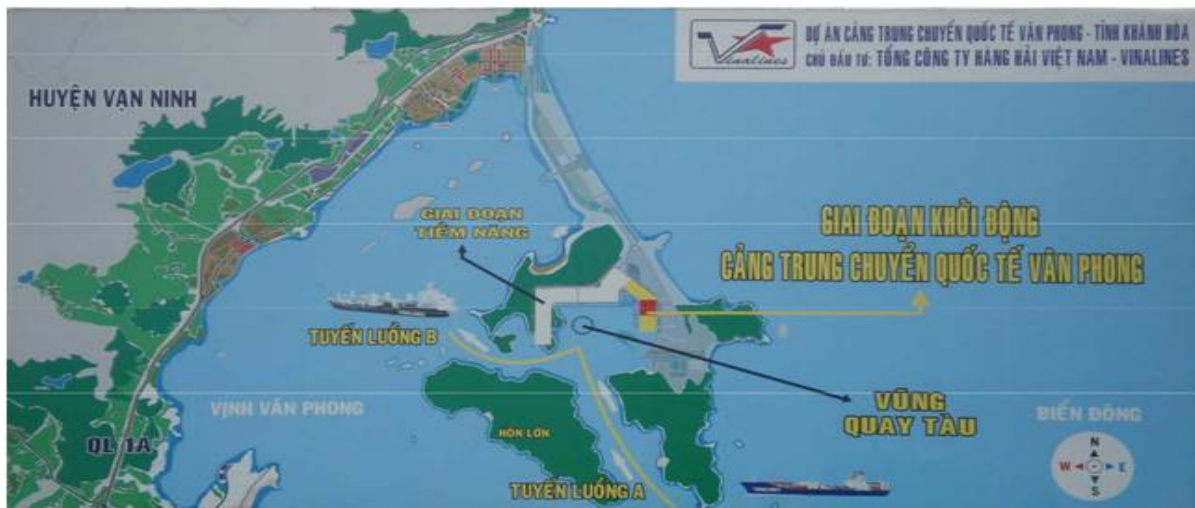 Vinalines
DỰ ÁN CẢNG TRUNG CHUYỂN QUỐC TẾ VÂN PHONG - TỈNH KHÁNH HÒA
CHỦ ĐẦU TƯ: TỔNG CÔNG TY HÀNG HẢI VIỆT NAM - VINALINES
HUYỆN VẠN NINH
GIAI ĐOẠN
TIỀM NĂNG
GIAI ĐOẠN KHỞI ĐỘNG
CẢNG TRUNG CHUYỂN QUỐC TẾ VÂN PHONG
TUYẾN LUỒNG B
VỊNH VÂN PHONG
VŨNG
QUAY TÀU
BIỂN ĐÔNG
QL 1A
HÒN LỚN
TUYẾN LUỒNG A
N
W
E
S